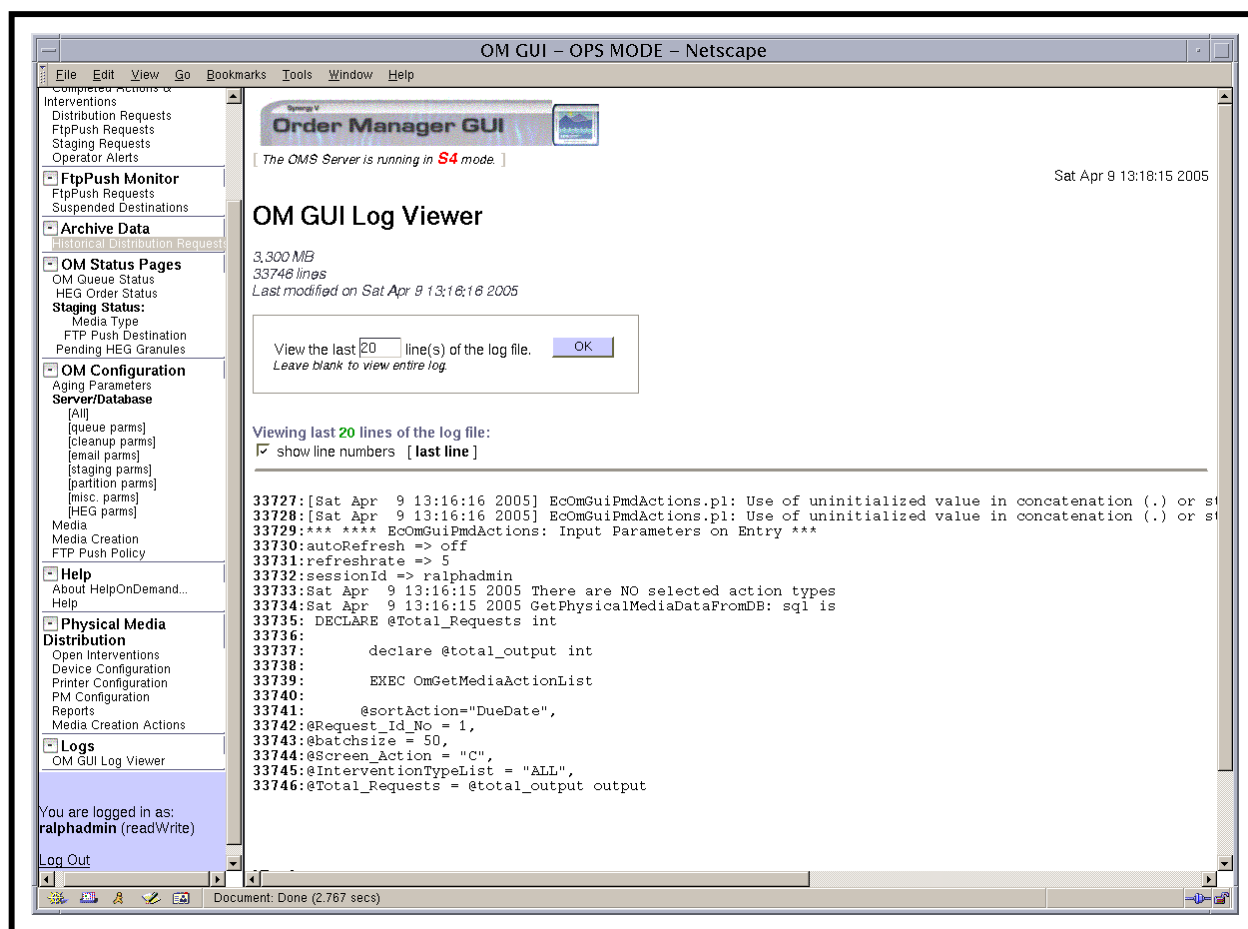 OM GUI – OPS MODE – Netscape
File Edit View Go Bookmarks Tools Window Help
Completed Actions &
Interventions
Distribution Requests
FtpPush Requests
Staging Requests
Operator Alerts
FtpPush Monitor
FtpPush Requests
Suspended Destinations
Archive Data
Historical Distribution Requests
OM Status Pages
OM Queue Status
HEG Order Status
Staging Status:
Media Type
FTP Push Destination
Pending HEG Granules
OM Configuration
Aging Parameters
Server/Database
[All]
[queue parms]
[cleanup parms]
[email parms]
[staging parms]
[partition parms]
[misc. parms]
[HEG parms]
Media
Media Creation
FTP Push Policy
Help
About HelpOnDemand...
Help
Physical Media
Distribution
Open Interventions
Device Configuration
Printer Configuration
PM Configuration
Reports
Media Creation Actions
Logs
OM GUI Log Viewer
You are logged in as:
ralphadmin (readWrite)
Log Out
Synergy V
Order Manager GUI
[ The OMS Server is running in S4 mode. ]
Sat Apr 9 13:18:15 2005
OM GUI Log Viewer
3.300 MB
33746 lines
Last modified on Sat Apr 9 13:16:16 2005
View the last 20 line(s) of the log file. OK
Leave blank to view entire log.
Viewing last 20 lines of the log file:
show line numbers [ last line ]
33727:[Sat Apr  9 13:16:16 2005] EcOmGuiPmdActions.pl: Use of uninitialized value in concatenation (.) or st
33728:[Sat Apr  9 13:16:16 2005] EcOmGuiPmdActions.pl: Use of uninitialized value in concatenation (.) or st
33729:*** **** EcOmGuiPmdActions: Input Parameters on Entry ***
33730:autoRefresh => off
33731:refreshrate => 5
33732:sessionId => ralphadmin
33733:Sat Apr  9 13:16:15 2005 There are NO selected action types
33734:Sat Apr  9 13:16:15 2005 GetPhysicalMediaDataFromDB: sql is
33735: DECLARE @Total_Requests int
33736:
33737: declare @total_output int
33738:
33739: EXEC OmGetMediaActionList
33740:
33741: @sortAction="DueDate",
33742:@Request_Id_No = 1,
33743:@batchsize = 50,
33744:@Screen_Action = "C",
33745:@InterventionTypeList = "ALL",
33746:@Total_Requests = @total_output output
Document: Done (2.767 secs)